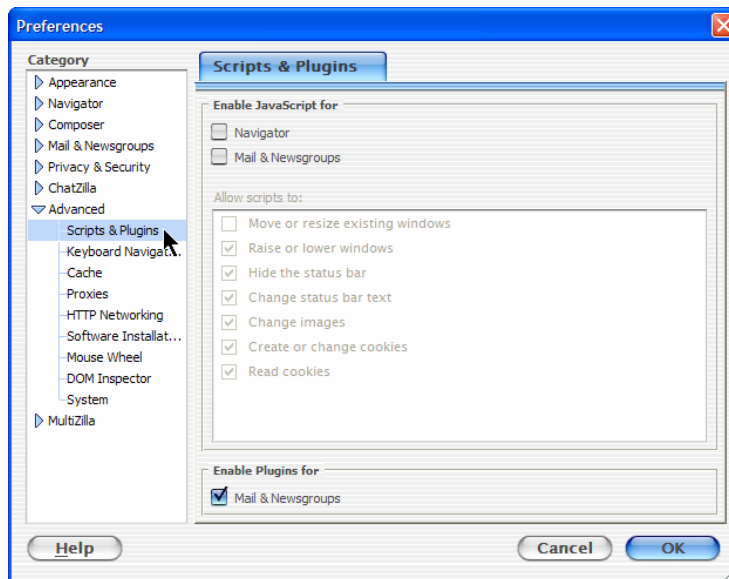 Preferences
Category
Appearance
Navigator
Composer
Mail & Newsgroups
Privacy & Security
ChatZilla
Advanced
Scripts & Plugins
Keyboard Navigat...
Cache
Proxies
HTTP Networking
Software Installat...
Mouse Wheel
DOM Inspector
System
MultiZilla
Scripts & Plugins
Enable JavaScript for
Navigator
Mail & Newsgroups
Allow scripts to:
Move or resize existing windows
Raise or lower windows
Hide the status bar
Change status bar text
Change images
Create or change cookies
Read cookies
Enable Plugins for
Mail & Newsgroups
Help
Cancel
OK